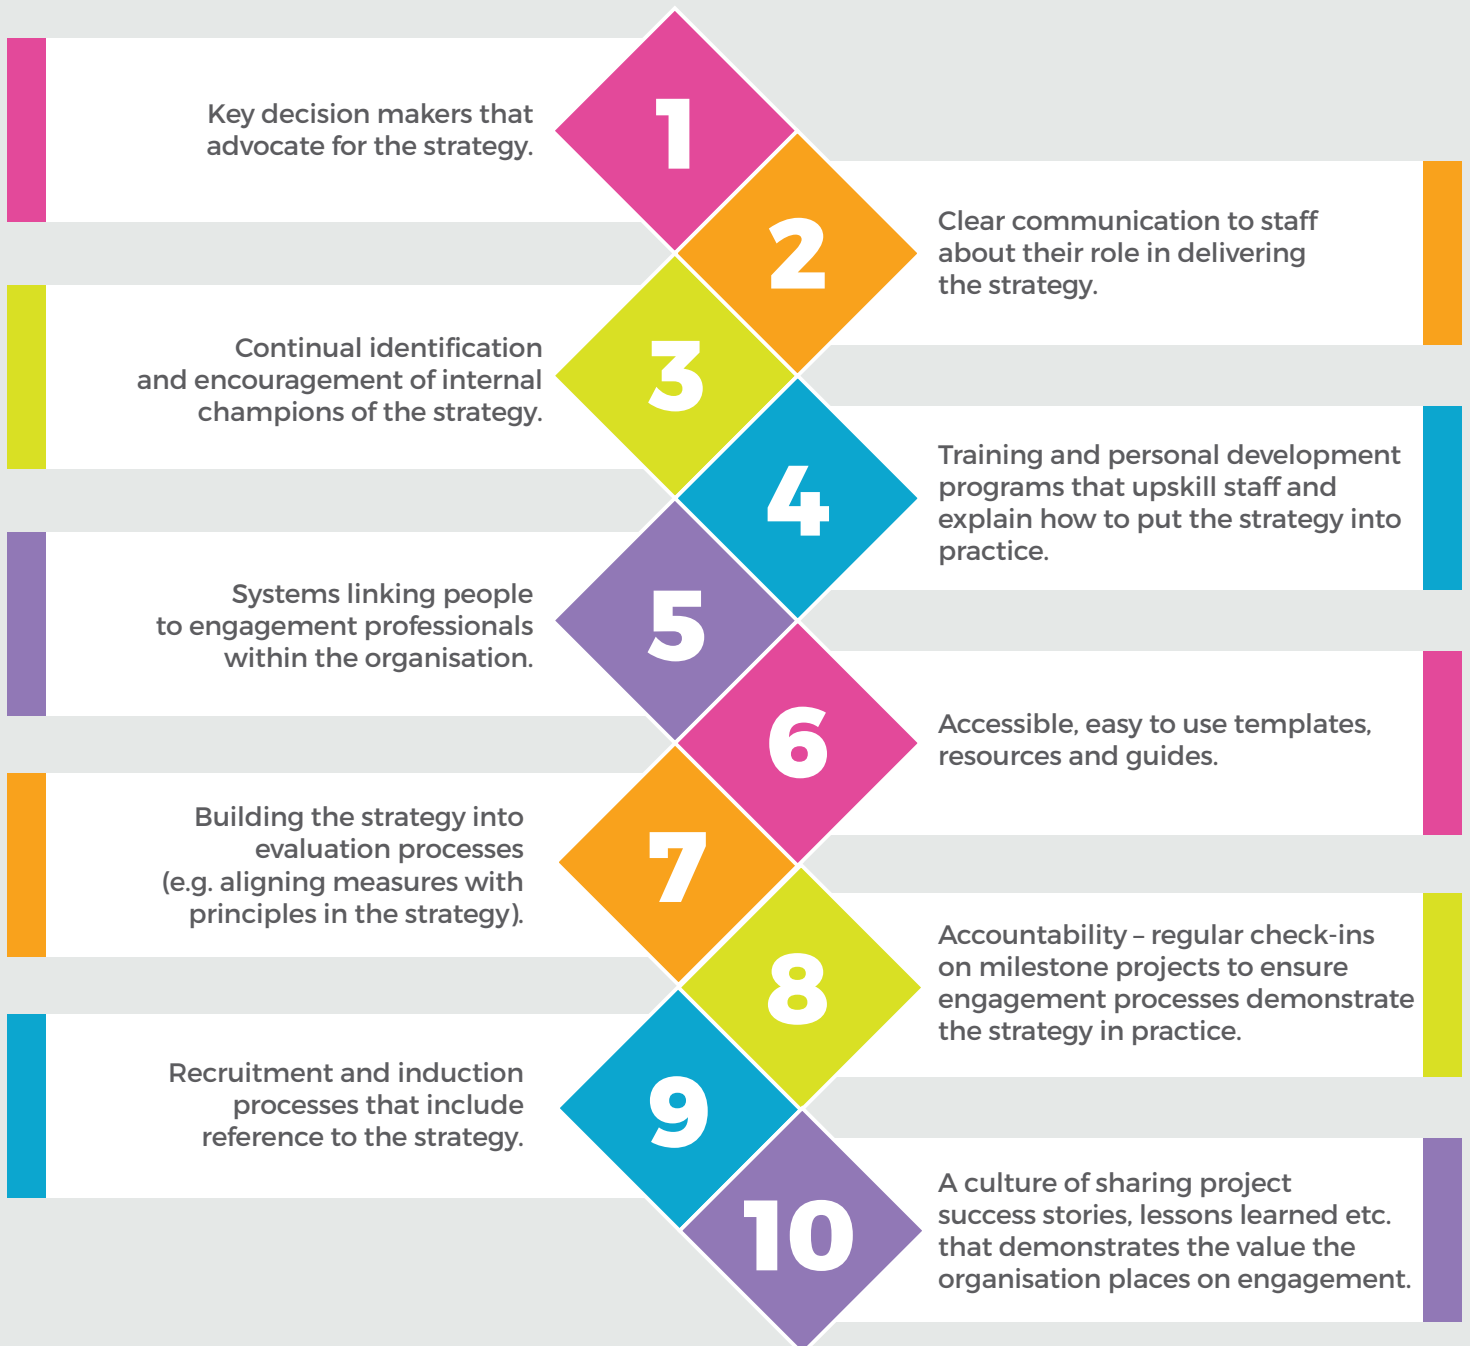 1
Key decision makers that
advocate for the strategy.
2
Clear communication to staff
about their role in delivering
the strategy.
3
Continual identification
and encouragement of internal
champions of the strategy.
4
Training and personal development
programs that upskill staff and
explain how to put the strategy into
practice.
5
Systems linking people
to engagement professionals
within the organisation.
6
Accessible, easy to use templates,
resources and guides.
7
Building the strategy into
evaluation processes
(e.g. aligning measures with
principles in the strategy).
8
Accountability – regular check-ins
on milestone projects to ensure
engagement processes demonstrate
the strategy in practice.
9
Recruitment and induction
processes that include
reference to the strategy.
10
A culture of sharing project
success stories, lessons learned etc.
that demonstrates the value the
organisation places on engagement.